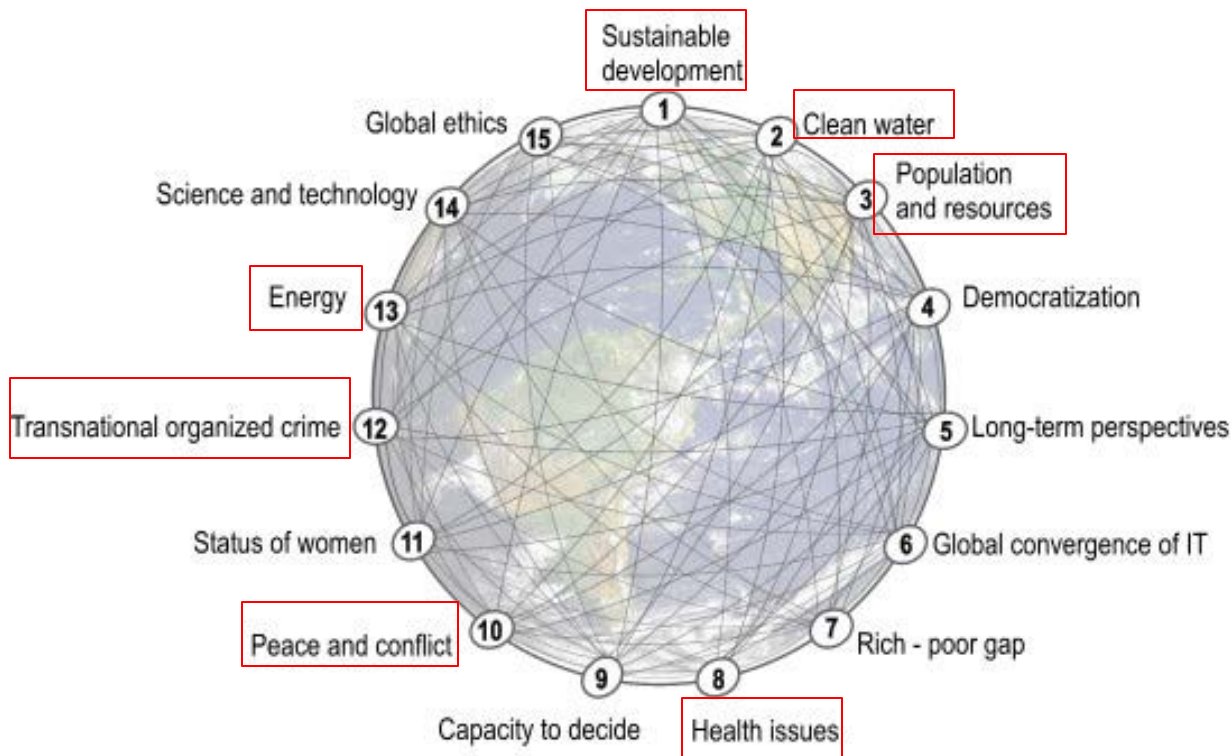 Sustainable
development
1
2
Clean water
3
Population
and resources
4
Democratization
5
Long-term perspectives
6
Global convergence of IT
7
Rich - poor gap
8
Health issues
9
Capacity to decide
10
Peace and conflict
11
Status of women
12
Transnational organized crime
13
Energy
14
Science and technology
15
Global ethics